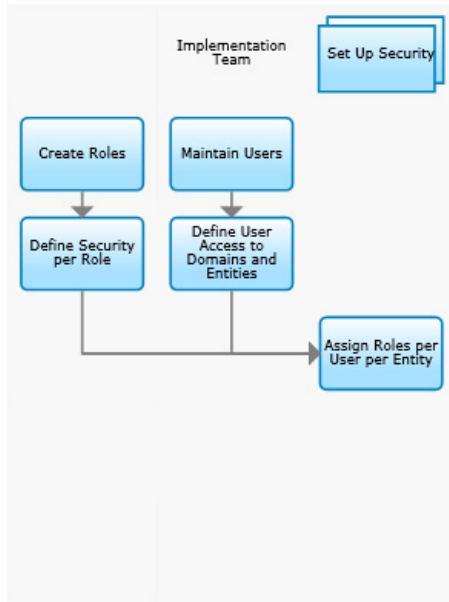 Implementation
Team
Set Up Security
Create Roles
Maintain Users
Define Security
per Role
Define User
Access to
Domains and
Entities
Assign Roles per
User per Entity